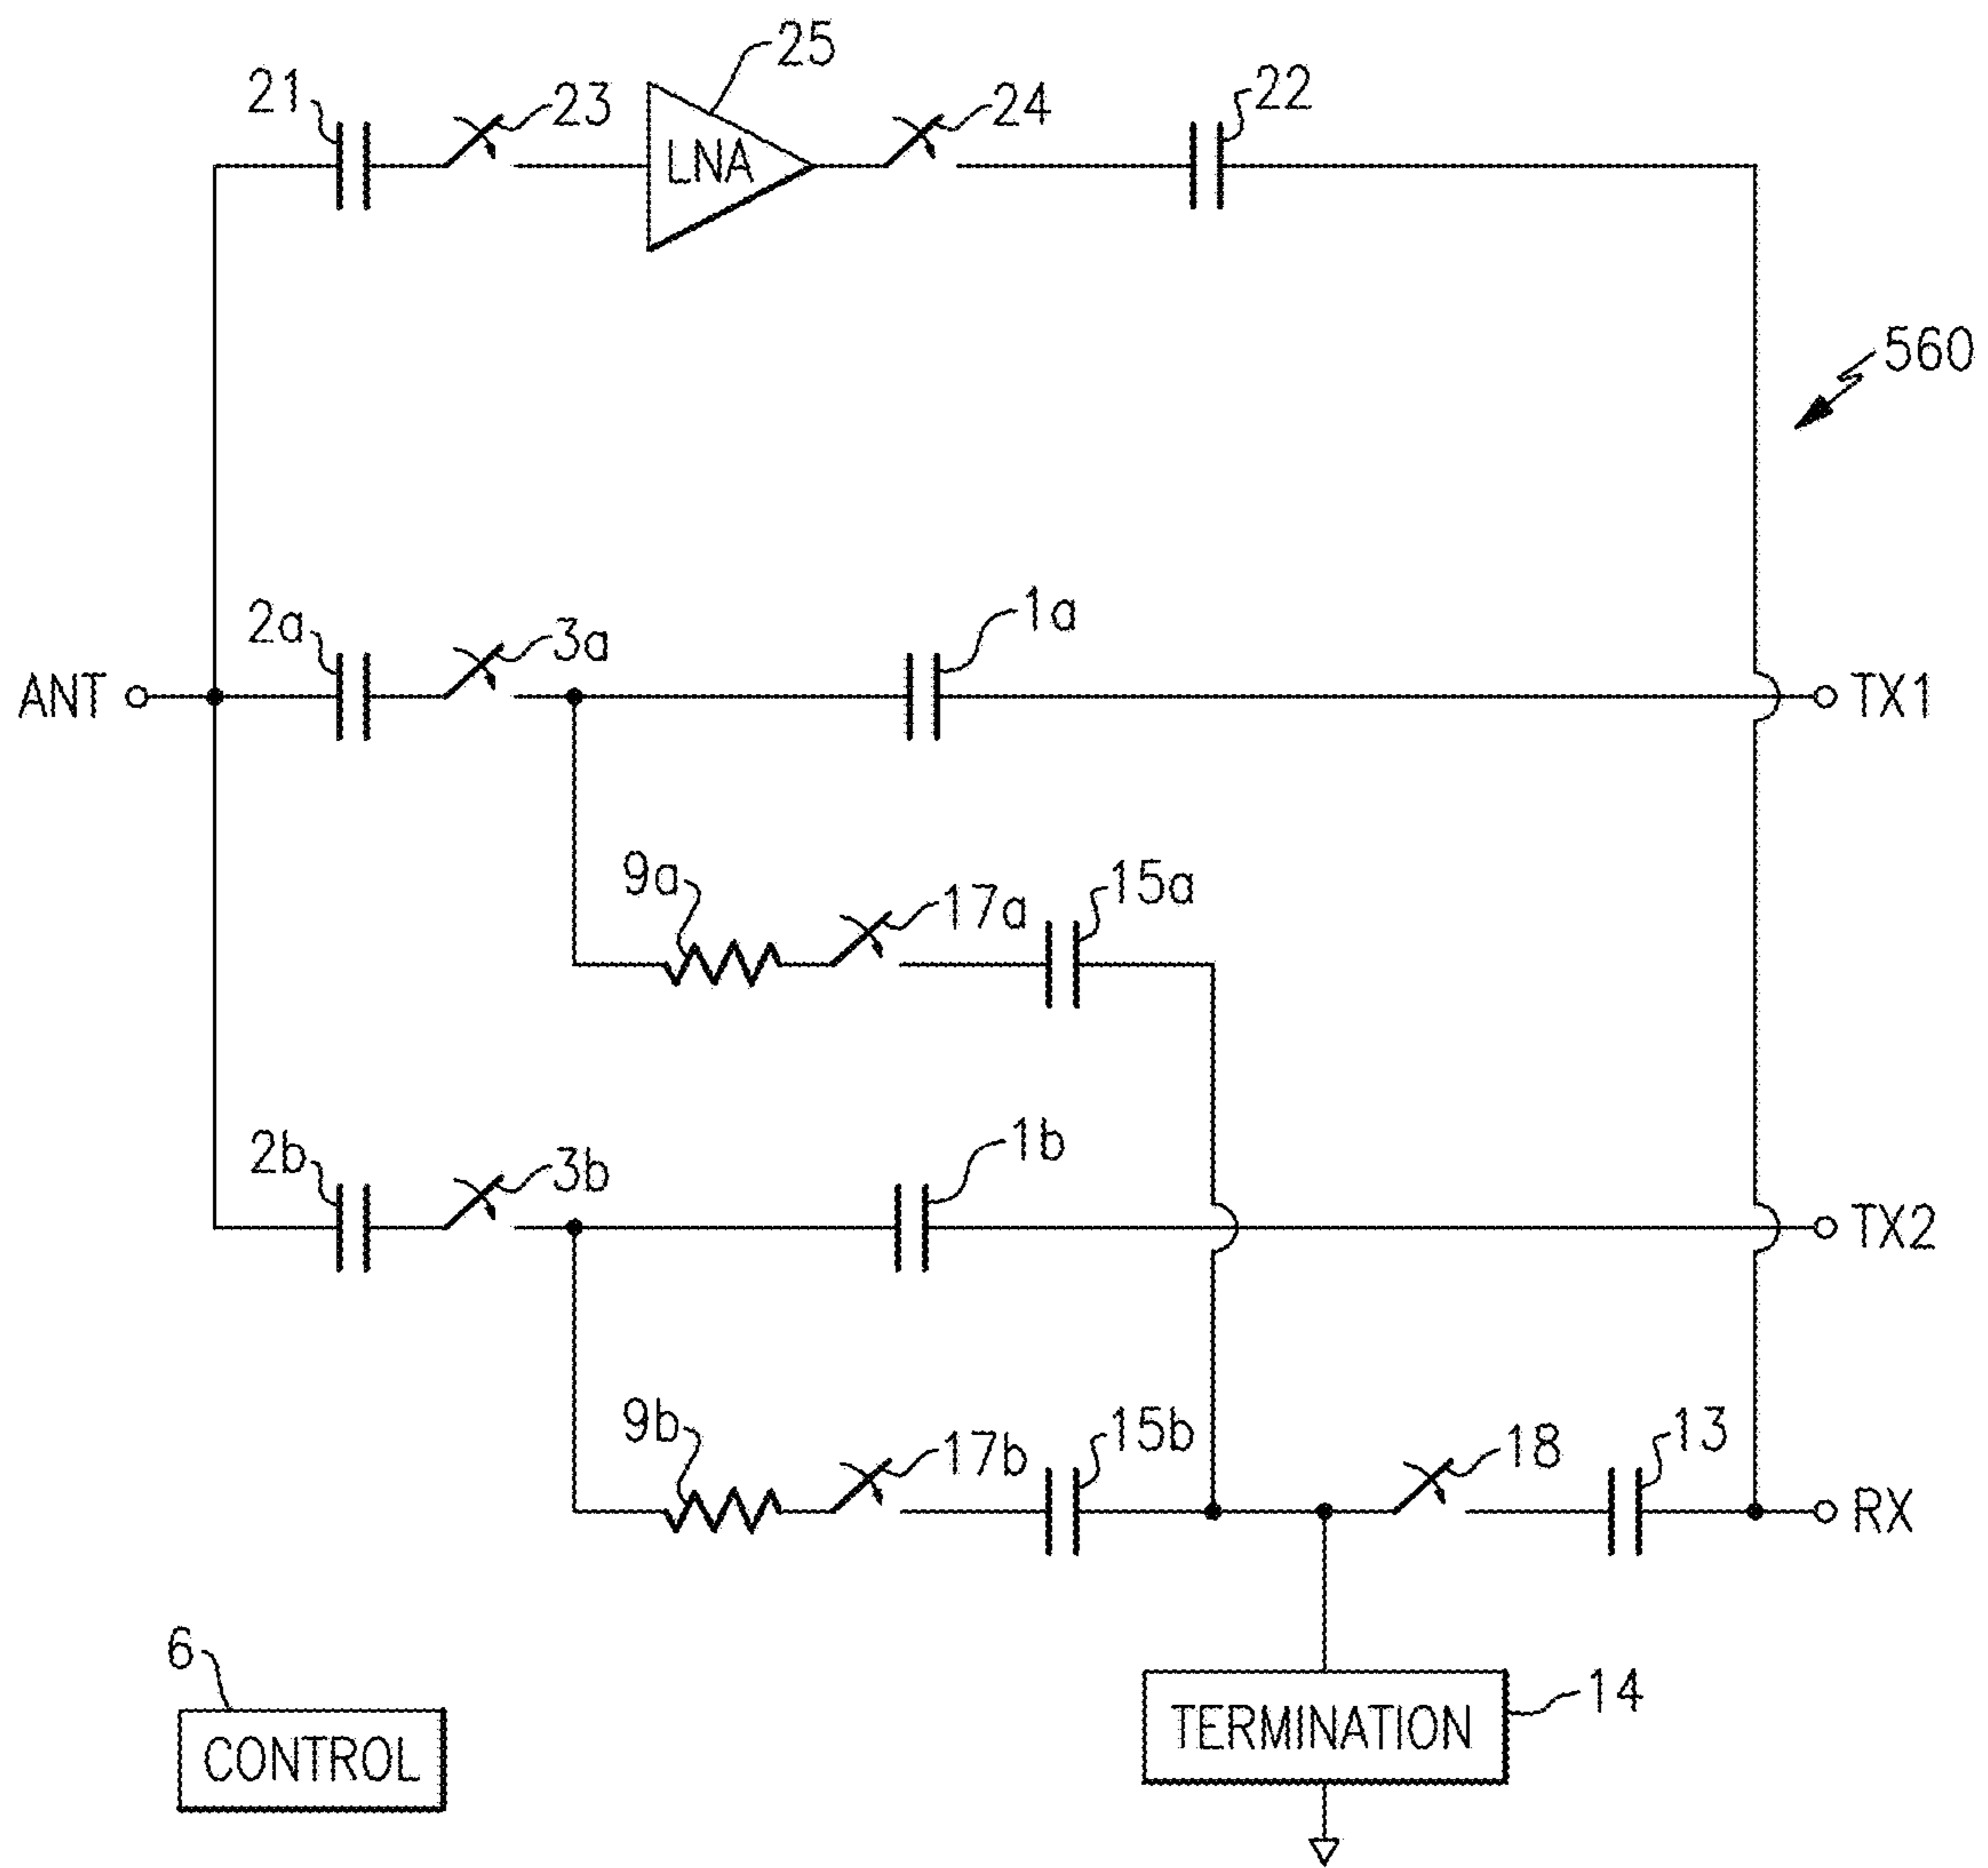 25
21
23
24
22
LNA
560
2a
3a
1a
ANT
TX1
9a
17a
15a
2b
3b
1b
TX2
9b
17b
15b
18
13
RX
6
14
TERMINATION
CONTROL